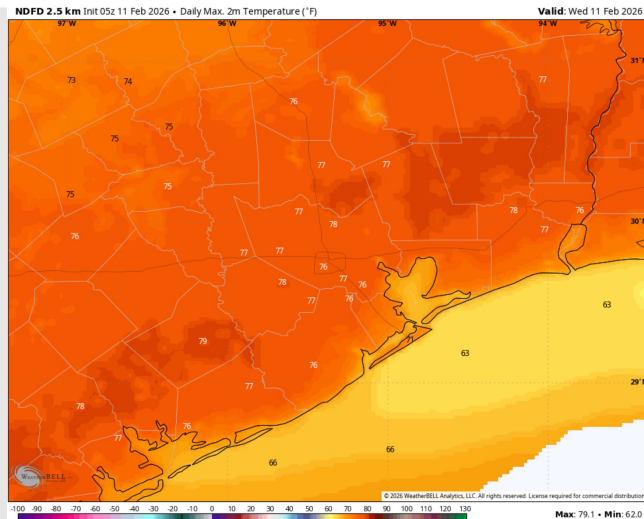 NDFD 2.5 km Init 05z 11 Feb 2026 • Daily Max. 2m Temperature (°F) Valid: Wed 11 Feb 2026
97°W 96°W 95°W 94°W
31°N
73 74 77
76
75 75
77 77
75 75
77 78 76
30°N
78 77
76
77 77
76
78 77 76
77 76
63
79 71 63
76
29°N
77
78
76
77
66
66
WEATHERBELL
© 2026 WeatherBELL Analytics, LLC. All rights reserved. License required for commercial distribution
-100 -90 -80 -70 -60 -50 -40 -30 -20 -10 0 10 20 30 40 50 60 70 80 90 100 110 120 130
Max: 79.1 • Min: 62.0